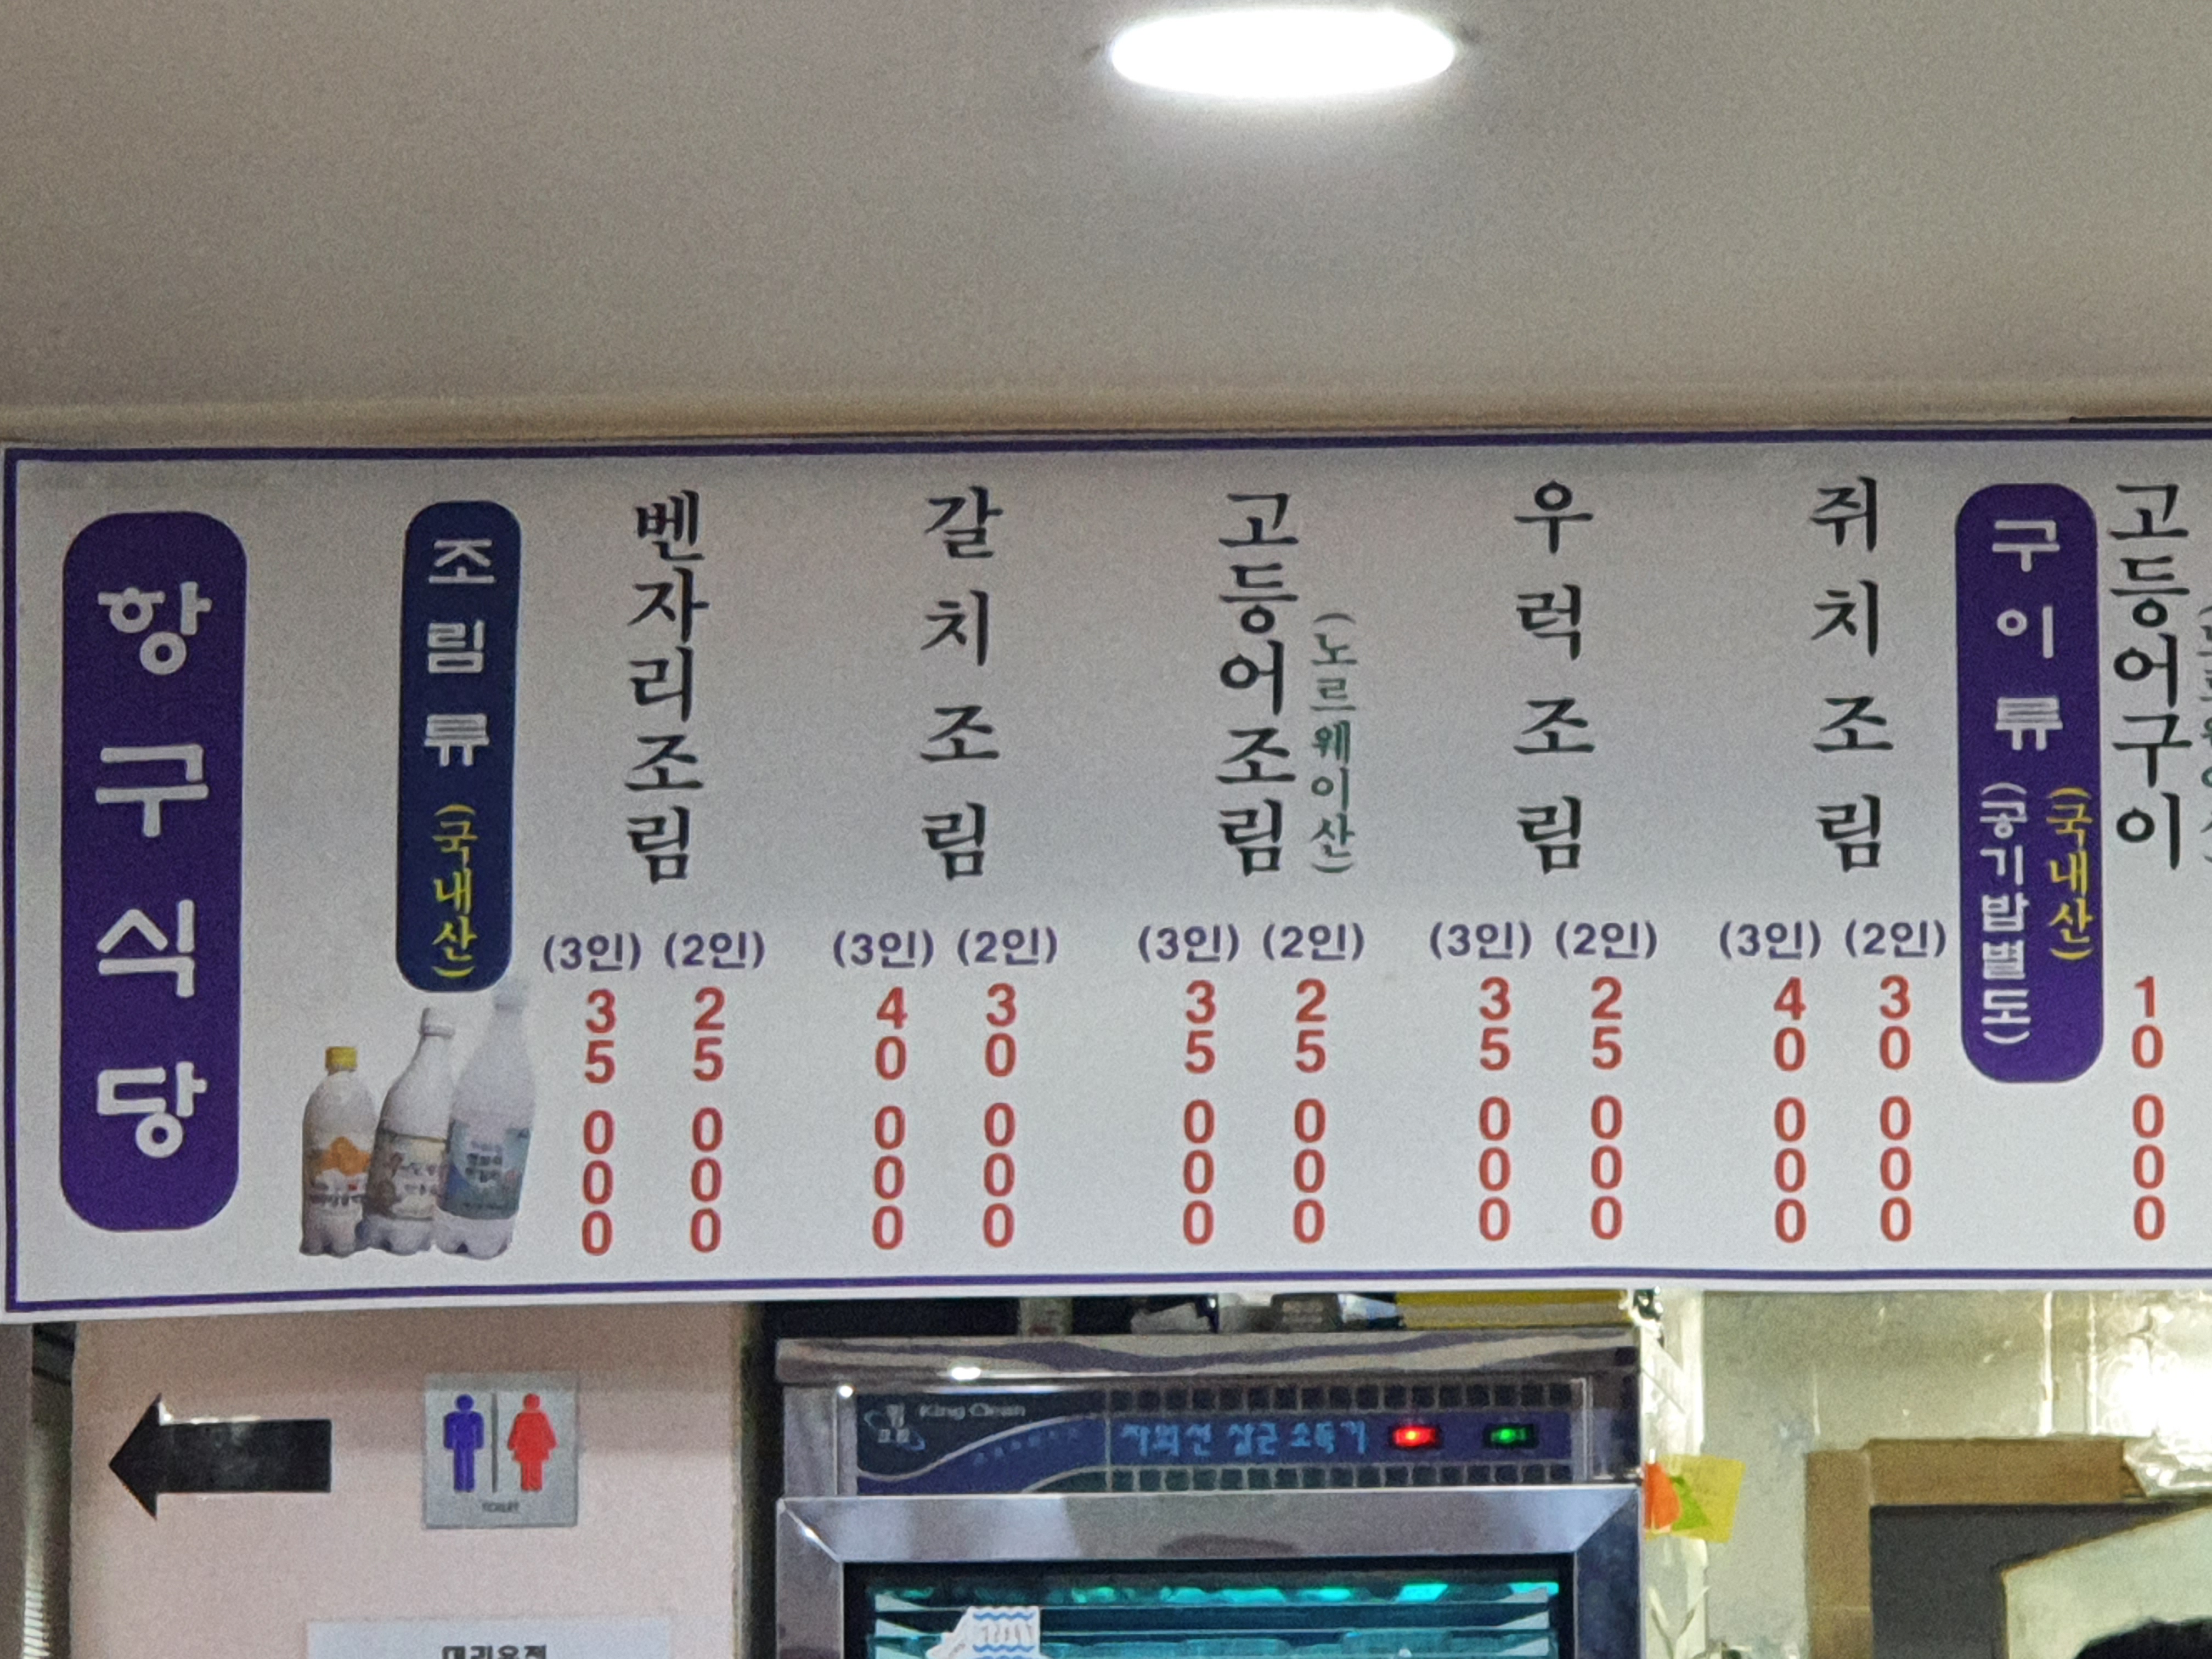 항구식당
조림류 (국내산)
벤자리조림
(3인) (2인)
35000 25000
갈치조림
(3인) (2인)
40000 30000
고등어조림 (노르웨이산)
(3인) (2인)
35000 25000
우럭조림
(3인) (2인)
35000 25000
쥐치조림
(3인) (2인)
40000 30000
구이류 (국내산)
(공기밥별도)
고등어구이
10000
TOILET
King Clean
자외선 살균 소독기